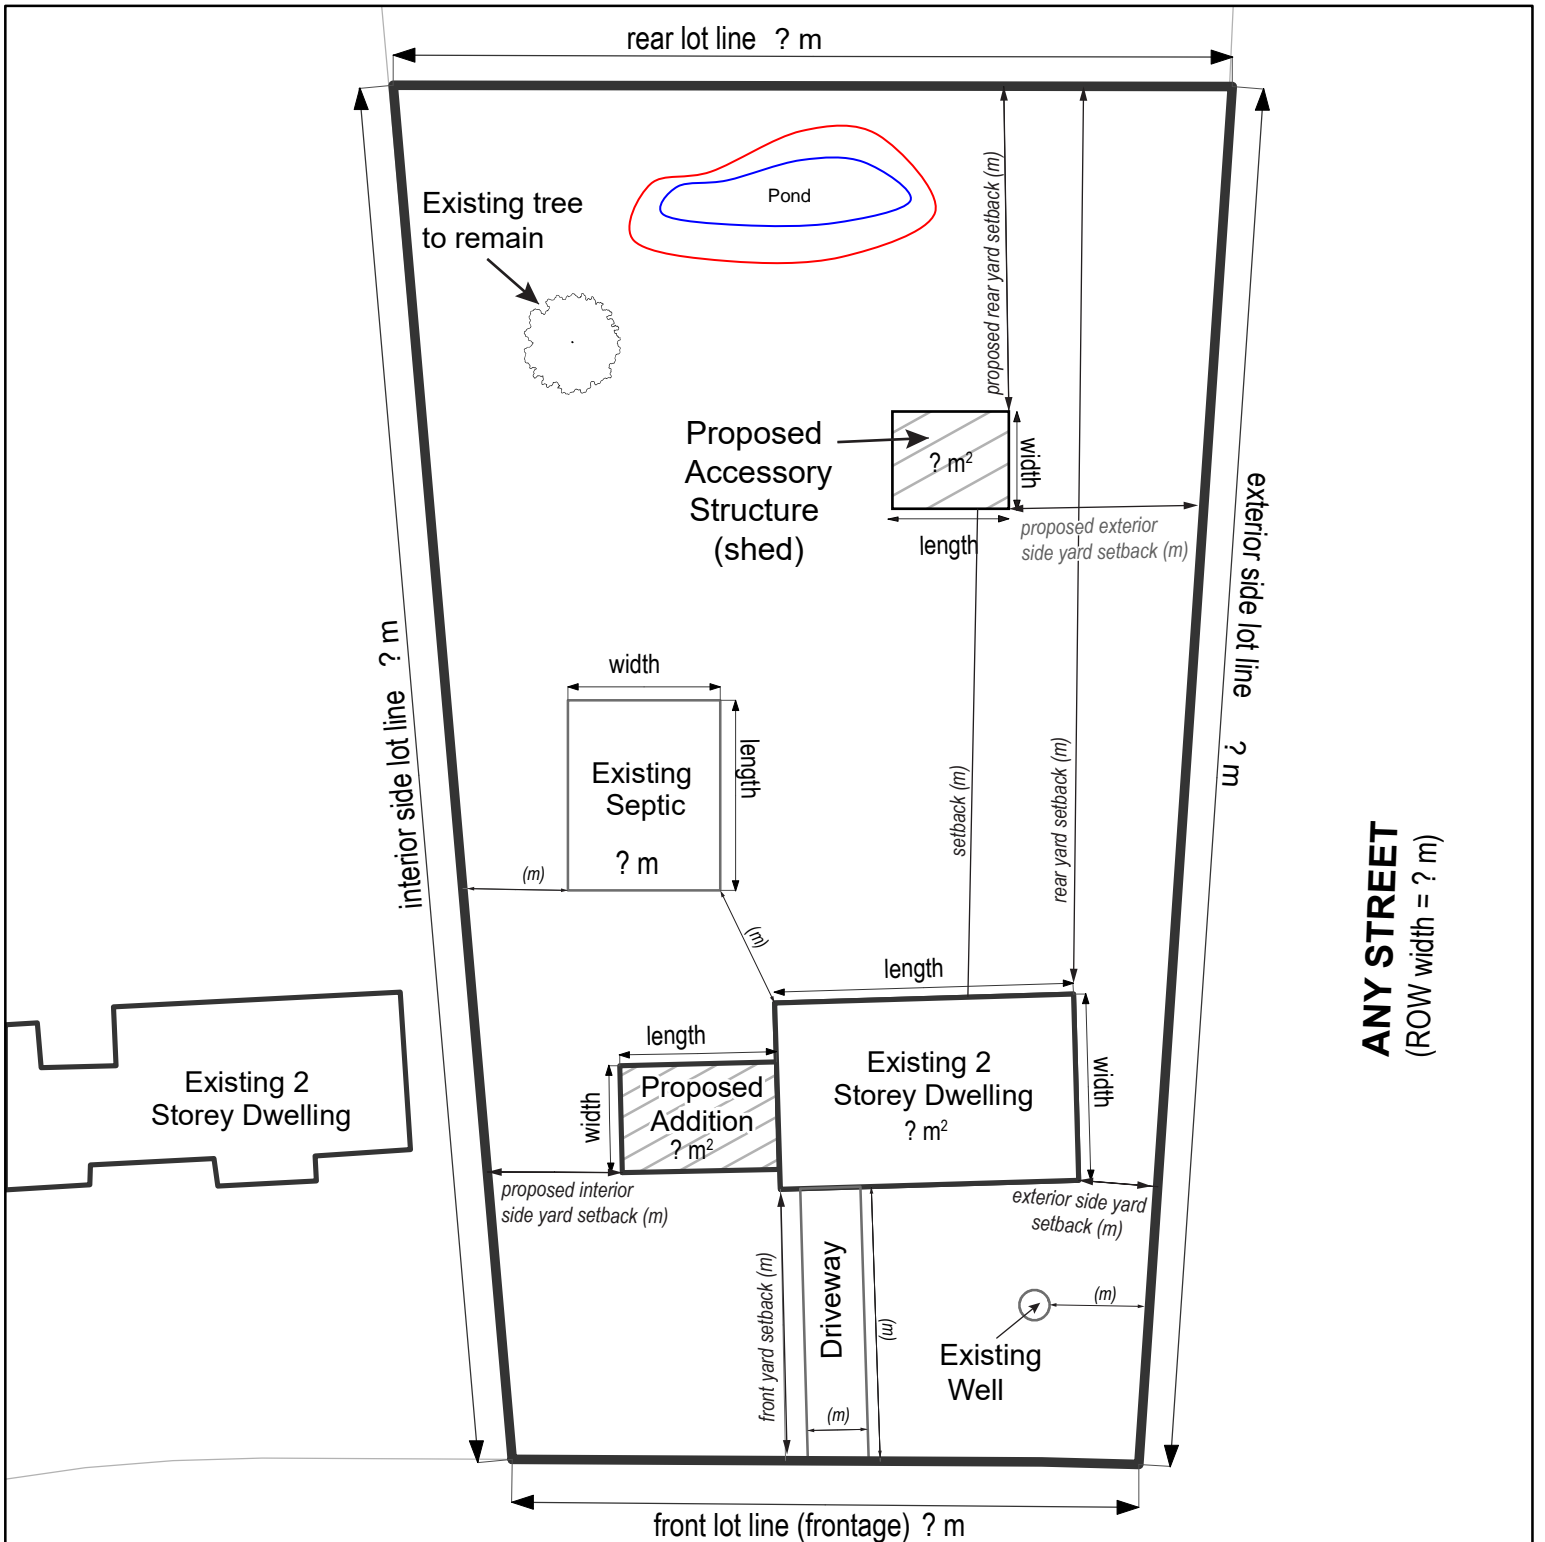 rear lot line ? m
Pond
Existing tree
to remain
proposed rear yard setback (m)
Proposed
Accessory
Structure
(shed)
? m²
width
length
proposed exterior
side yard setback (m)
exterior side lot line ? m
interior side lot line ? m
width
length
Existing
Septic
? m
(m)
(m)
setback (m)
rear yard setback (m)
ANY STREET
(ROW width = ? m)
length
length
width
Existing 2
Storey Dwelling
Proposed
Addition
? m²
width
Existing 2
Storey Dwelling
? m²
width
proposed interior
side yard setback (m)
exterior side yard
setback (m)
front yard setback (m)
Driveway
(m)
(m)
(m)
Existing
Well
front lot line (frontage) ? m